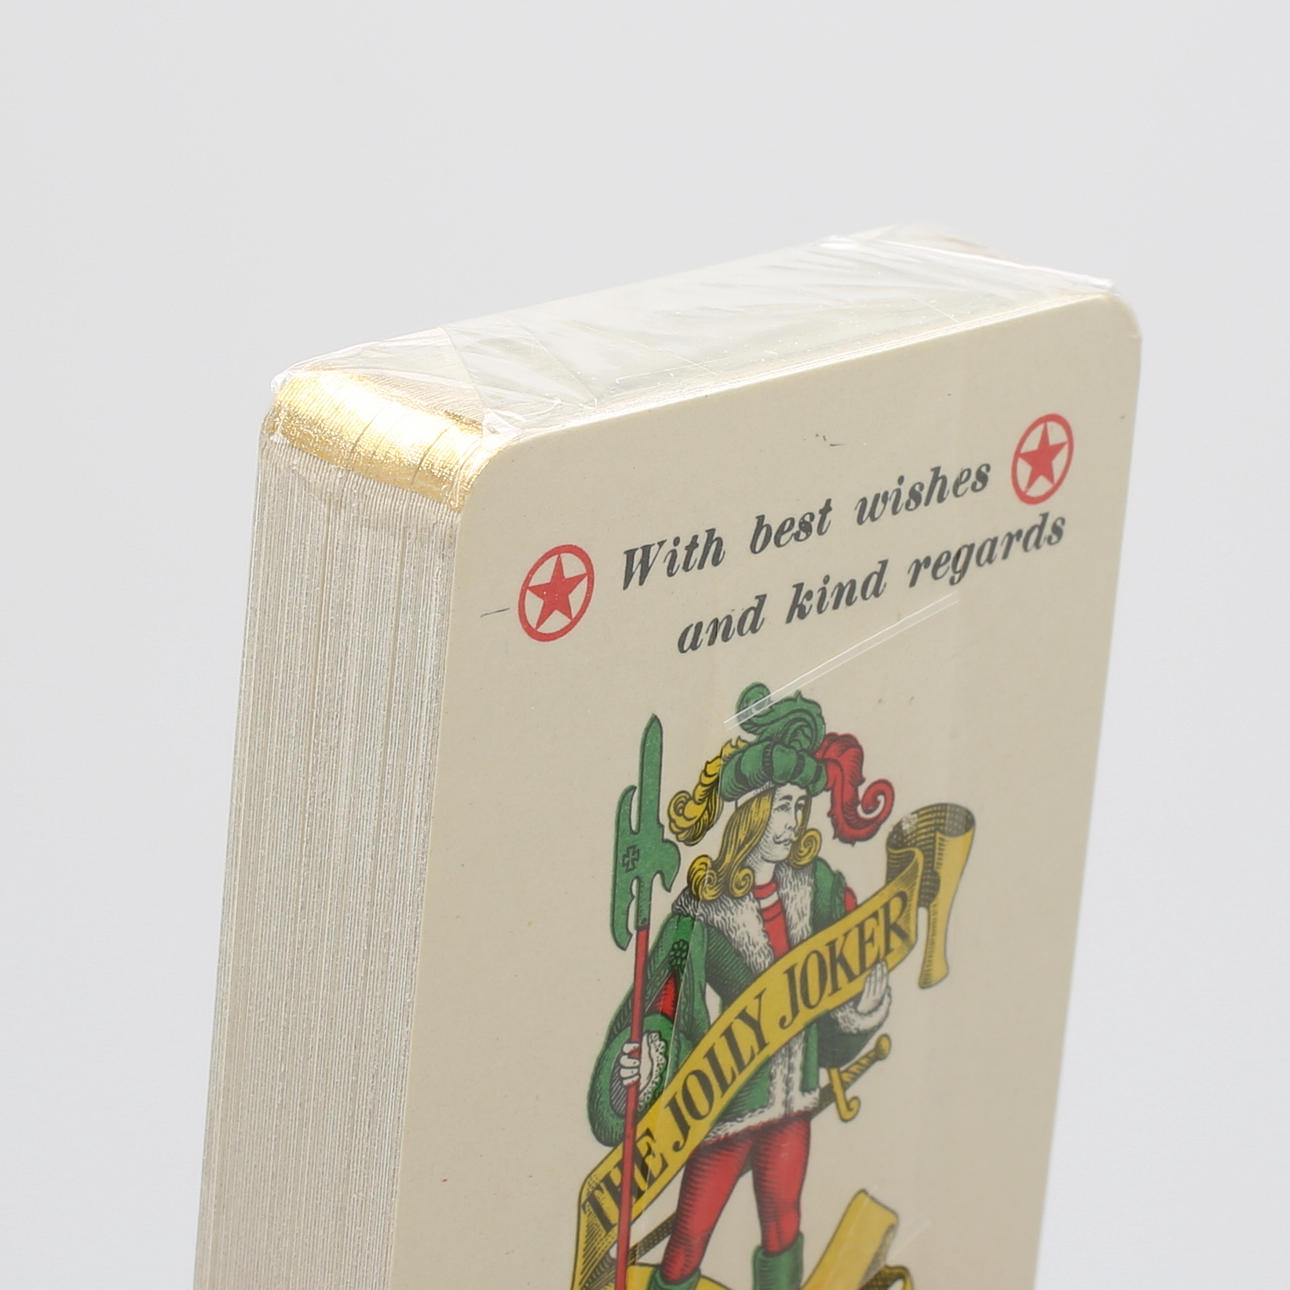 With best wishes
and kind regards
THE JOLLY JOKER